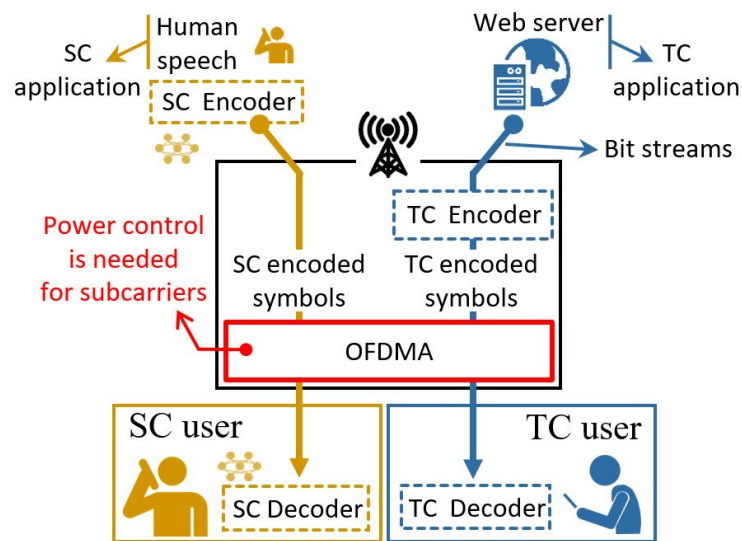 SC
application
Human
speech
SC Encoder
Web server
TC
application
Bit streams
TC Encoder
Power control
is needed
for subcarriers
SC encoded
symbols
TC encoded
symbols
OFDMA
SC user
SC Decoder
TC user
TC Decoder